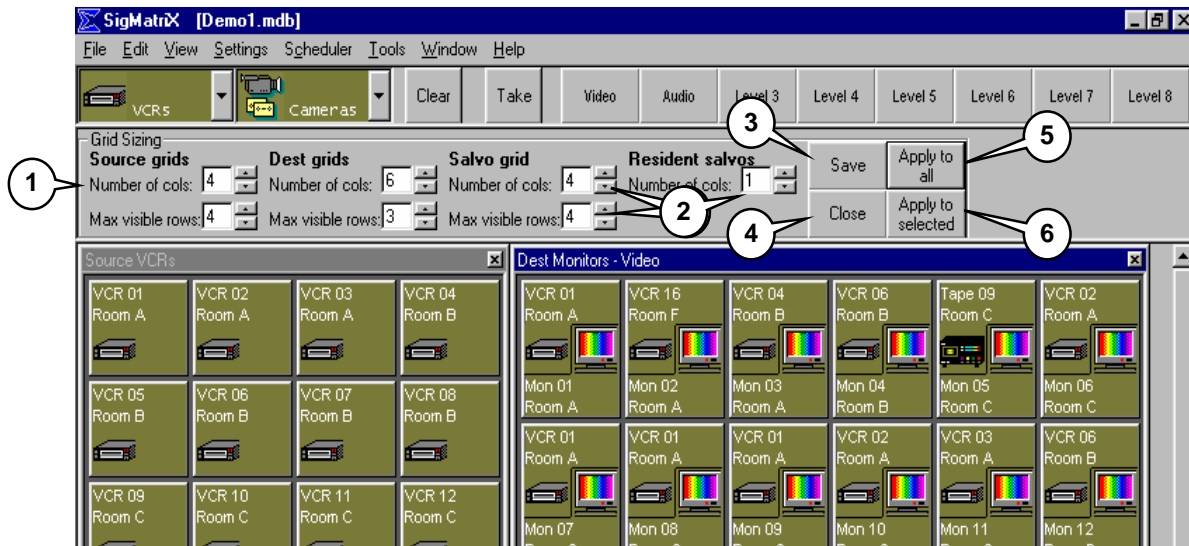 SigMatriX [Demo1.mdb]
File Edit View Settings Scheduler Tools Window Help
VCRs Cameras Clear Take Video Audio Level 3 Level 4 Level 5 Level 6 Level 7 Level 8
Grid Sizing
Source grids Dest grids Salvo grid Resident salvos
Number of cols: 4 Number of cols: 6 Number of cols: 4 Number of cols: 1
Max visible rows: 4 Max visible rows: 3 Max visible rows: 4
Save Apply to all
Close Apply to selected
1
2
3
4
5
6
Source VCRs
VCR 01 VCR 02 VCR 03 VCR 04
Room A Room A Room A Room B
VCR 05 VCR 06 VCR 07 VCR 08
Room B Room B Room B Room B
VCR 09 VCR 10 VCR 11 VCR 12
Room C Room C Room C Room C
Dest Monitors - Video
VCR 01 VCR 16 VCR 04 VCR 06 Tape 09 VCR 02
Room A Room F Room B Room B Room C Room A
Mon 01 Mon 02 Mon 03 Mon 04 Mon 05 Mon 06
Room A Room A Room A Room B Room C Room C
VCR 01 VCR 01 VCR 01 VCR 02 VCR 03 VCR 06
Room A Room A Room A Room A Room A Room B
Mon 07 Mon 08 Mon 09 Mon 10 Mon 11 Mon 12